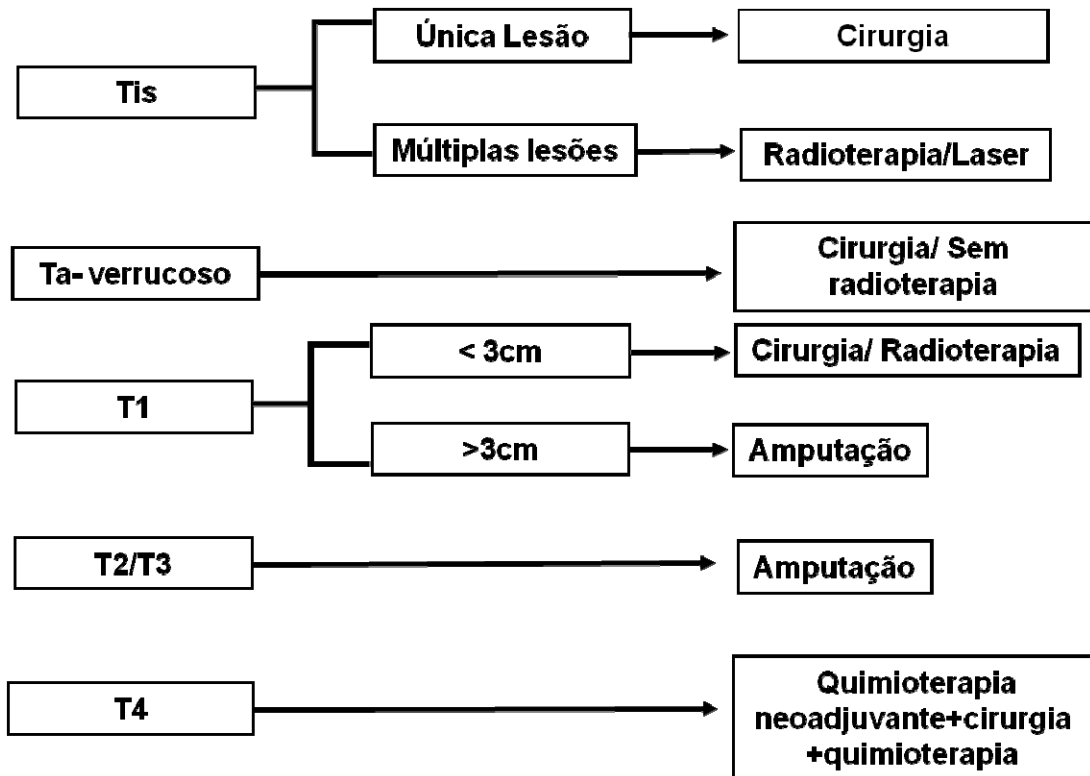 Única Lesão
Cirurgia
Tis
Múltiplas lesões
Radioterapia/Laser
Ta- verrucoso
Cirurgia/ Sem
radioterapia
< 3cm
Cirurgia/ Radioterapia
T1
>3cm
Amputação
T2/T3
Amputação
T4
Quimioterapia
neoadjuvante+cirurgia
+quimioterapia